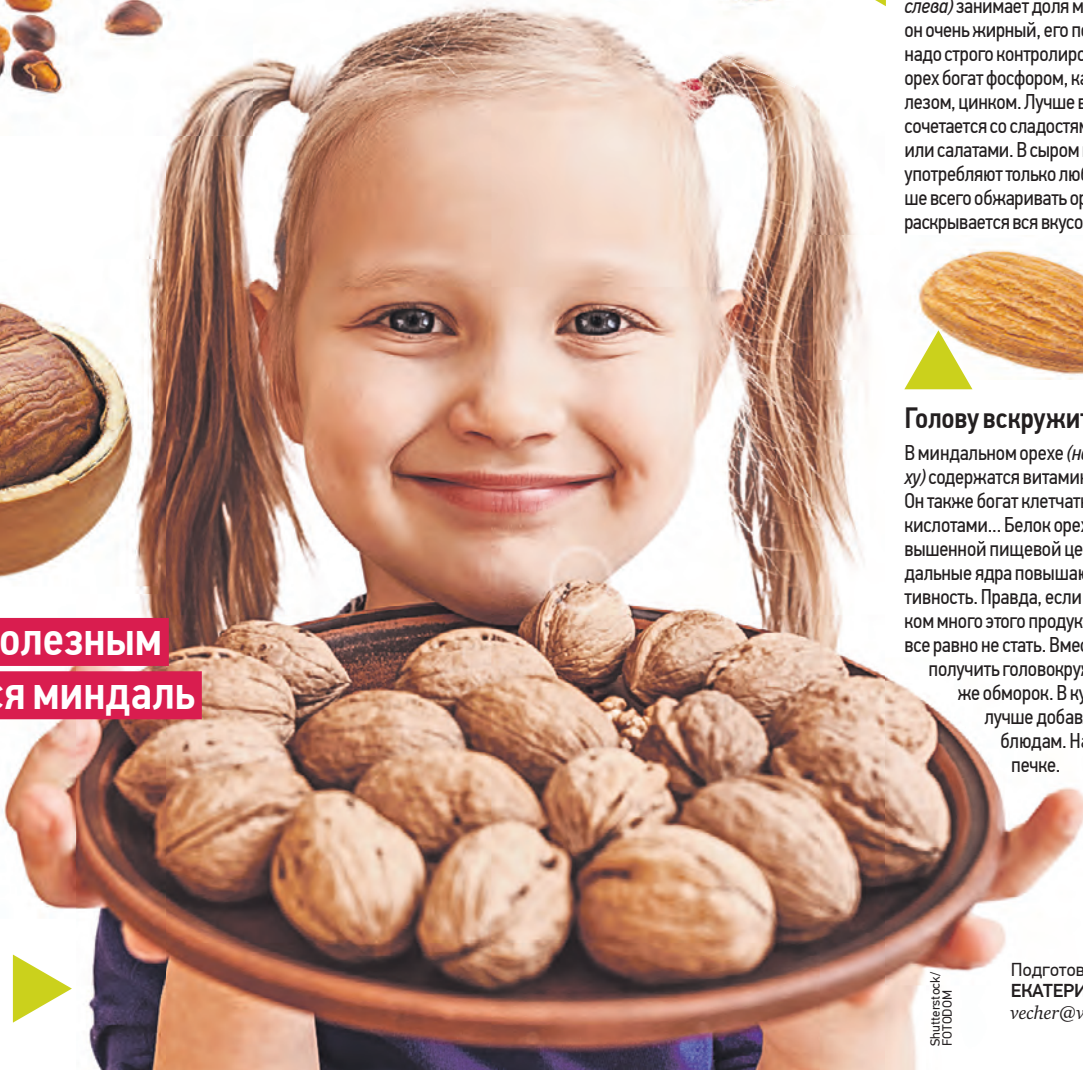 слева) занимает доля м
он очень жирный, его по
надо строго контролиро
орех богат фосфором, ка
лезом, цинком. Лучше в
сочетается со сладостям
или салатами. В сыром
употребляют только люб
ше всего обжаривать ор
раскрывается вся вкусо
Голову вскружит
В миндальном орехе (на
ху) содержатся витамин
Он также богат клетчат
кислотами... Белок орех
вышенной пищевой це
дальные ядра повышаю
тивность. Правда, если
ком много этого продук
все равно не стать. Вмес
получить головокруж
же обморок. В ку
лучше добав
блюдам. На
печке.
олезным
ся миндаль
Shutterstock/
FOTODOM
Подготов
ЕКАТЕРИ
vecher@v